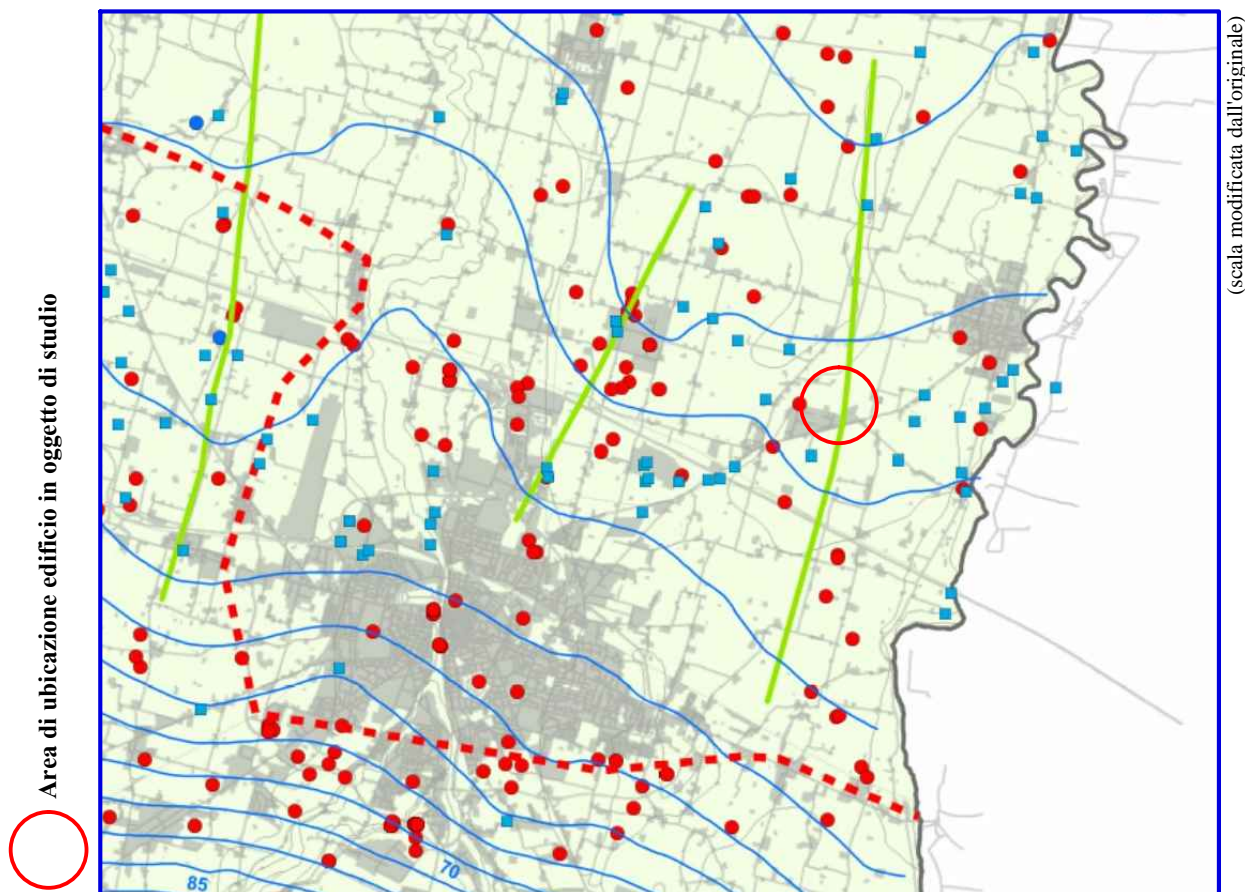 Area di ubicazione edificio in oggetto di studio
(scala modificata dall'originale)
70
85